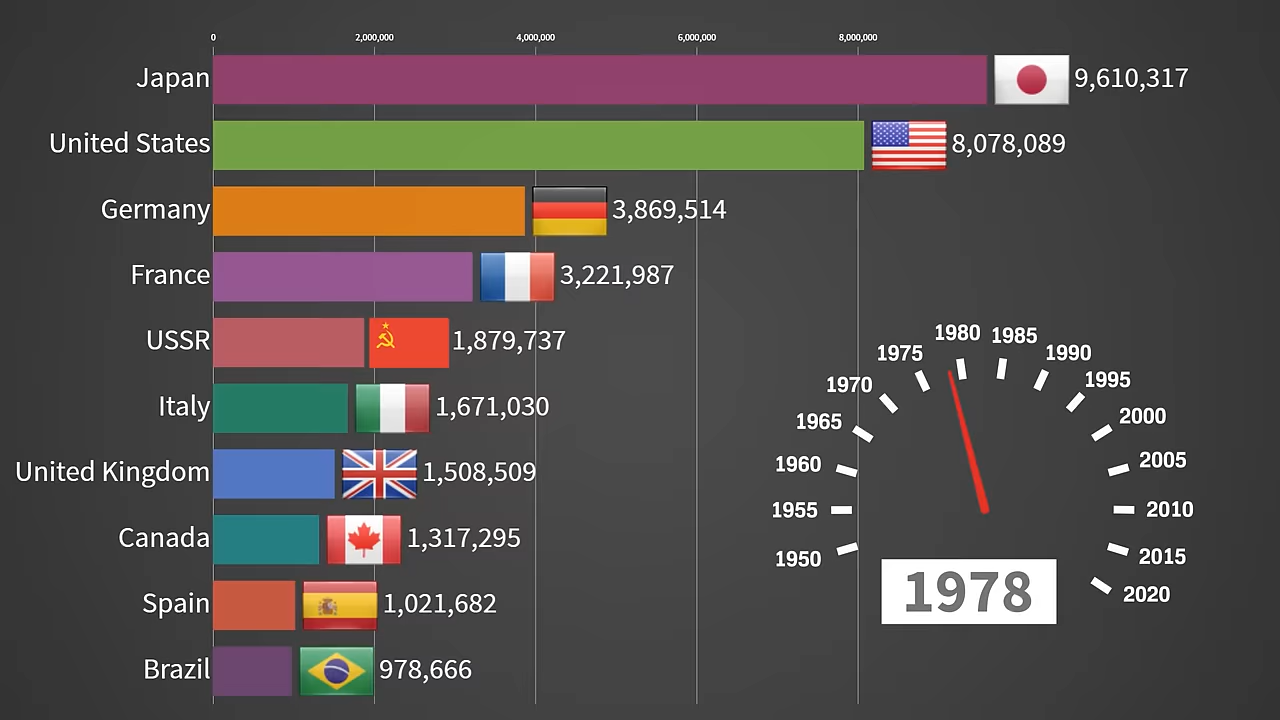 0 2,000,000 4,000,000 6,000,000 8,000,000
Japan 9,610,317
United States 8,078,089
Germany 3,869,514
France 3,221,987
USSR 1,879,737
Italy 1,671,030
United Kingdom 1,508,509
Canada 1,317,295
Spain 1,021,682
Brazil 978,666
1950
1955
1960
1965
1970
1975
1980
1985
1990
1995
2000
2005
2010
2015
2020
1978